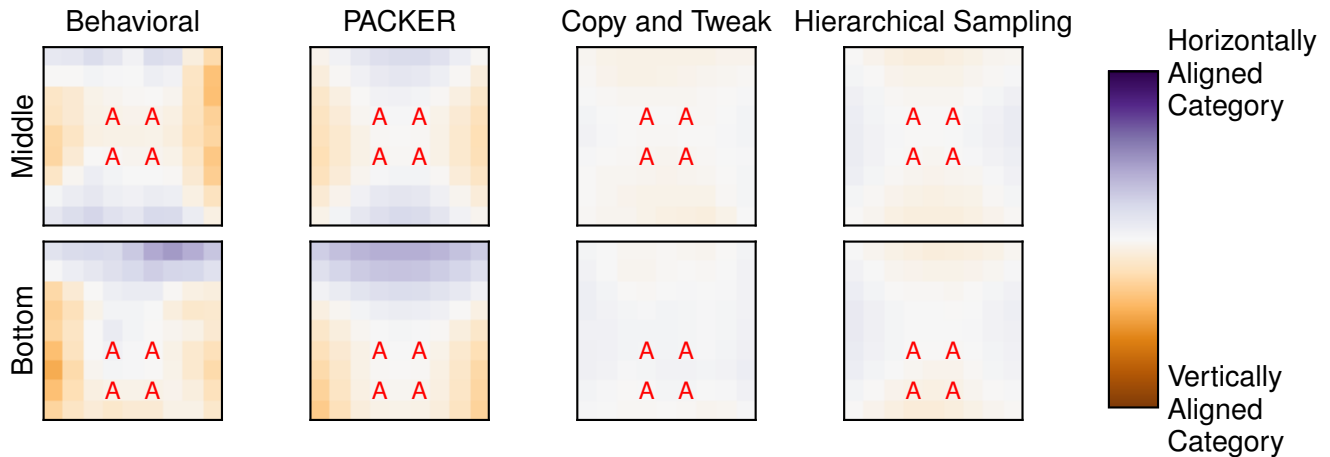 Behavioral
PACKER
Copy and Tweak
Hierarchical Sampling
Middle
A A
A A
A A
A A
A A
A A
A A
A A
Bottom
A A
A A
A A
A A
A A
A A
A A
A A
Horizontally
Aligned
Category
Vertically
Aligned
Category